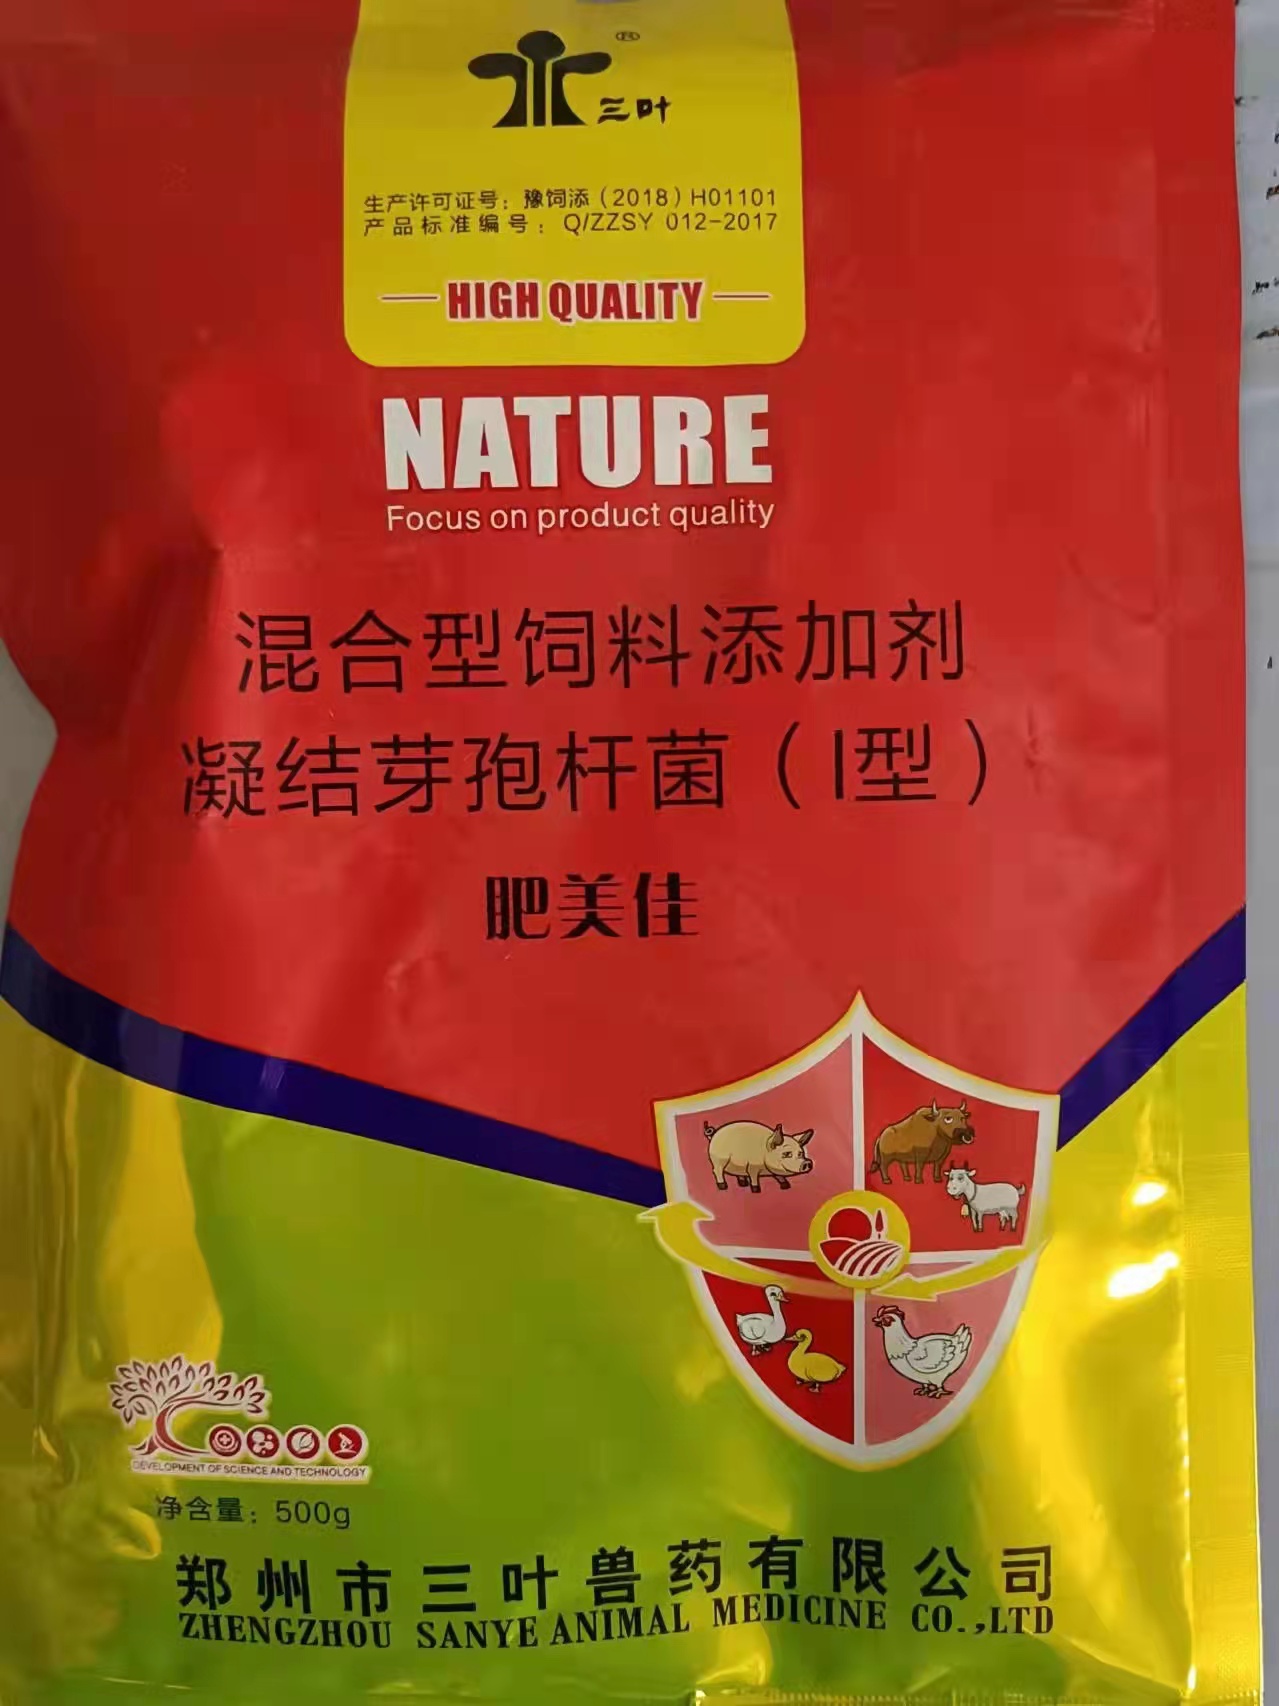 ®
三叶
生产许可证号：豫饲添（2018）H01101
产品标准编号：Q/ZZSY 012-2017
HIGH QUALITY
NATURE
Focus on product quality
混合型饲料添加剂
凝结芽孢杆菌（I型）
肥美佳
DEVELOPMENT OF SCIENCE AND TECHNOLOGY
净含量：500g
郑州市三叶兽药有限公司
ZHENGZHOU SANYE ANIMAL MEDICINE CO.,LTD